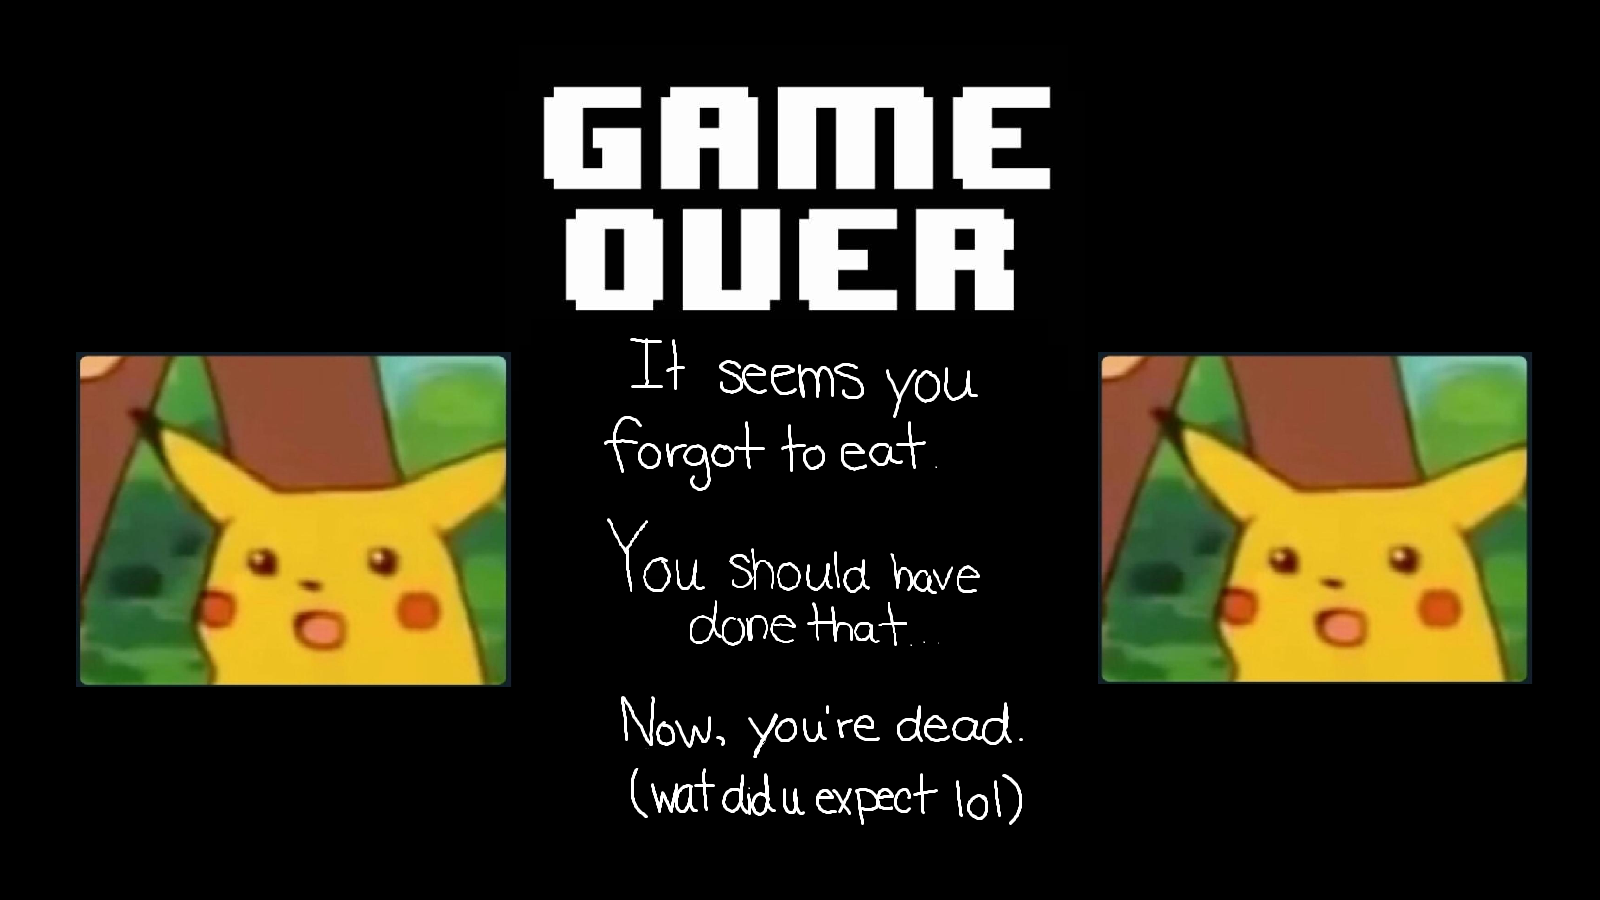 GAME
OVER
It seems you
forgot to eat.
You should have
done that...
Now, you're dead.
(wat did u expect lol)